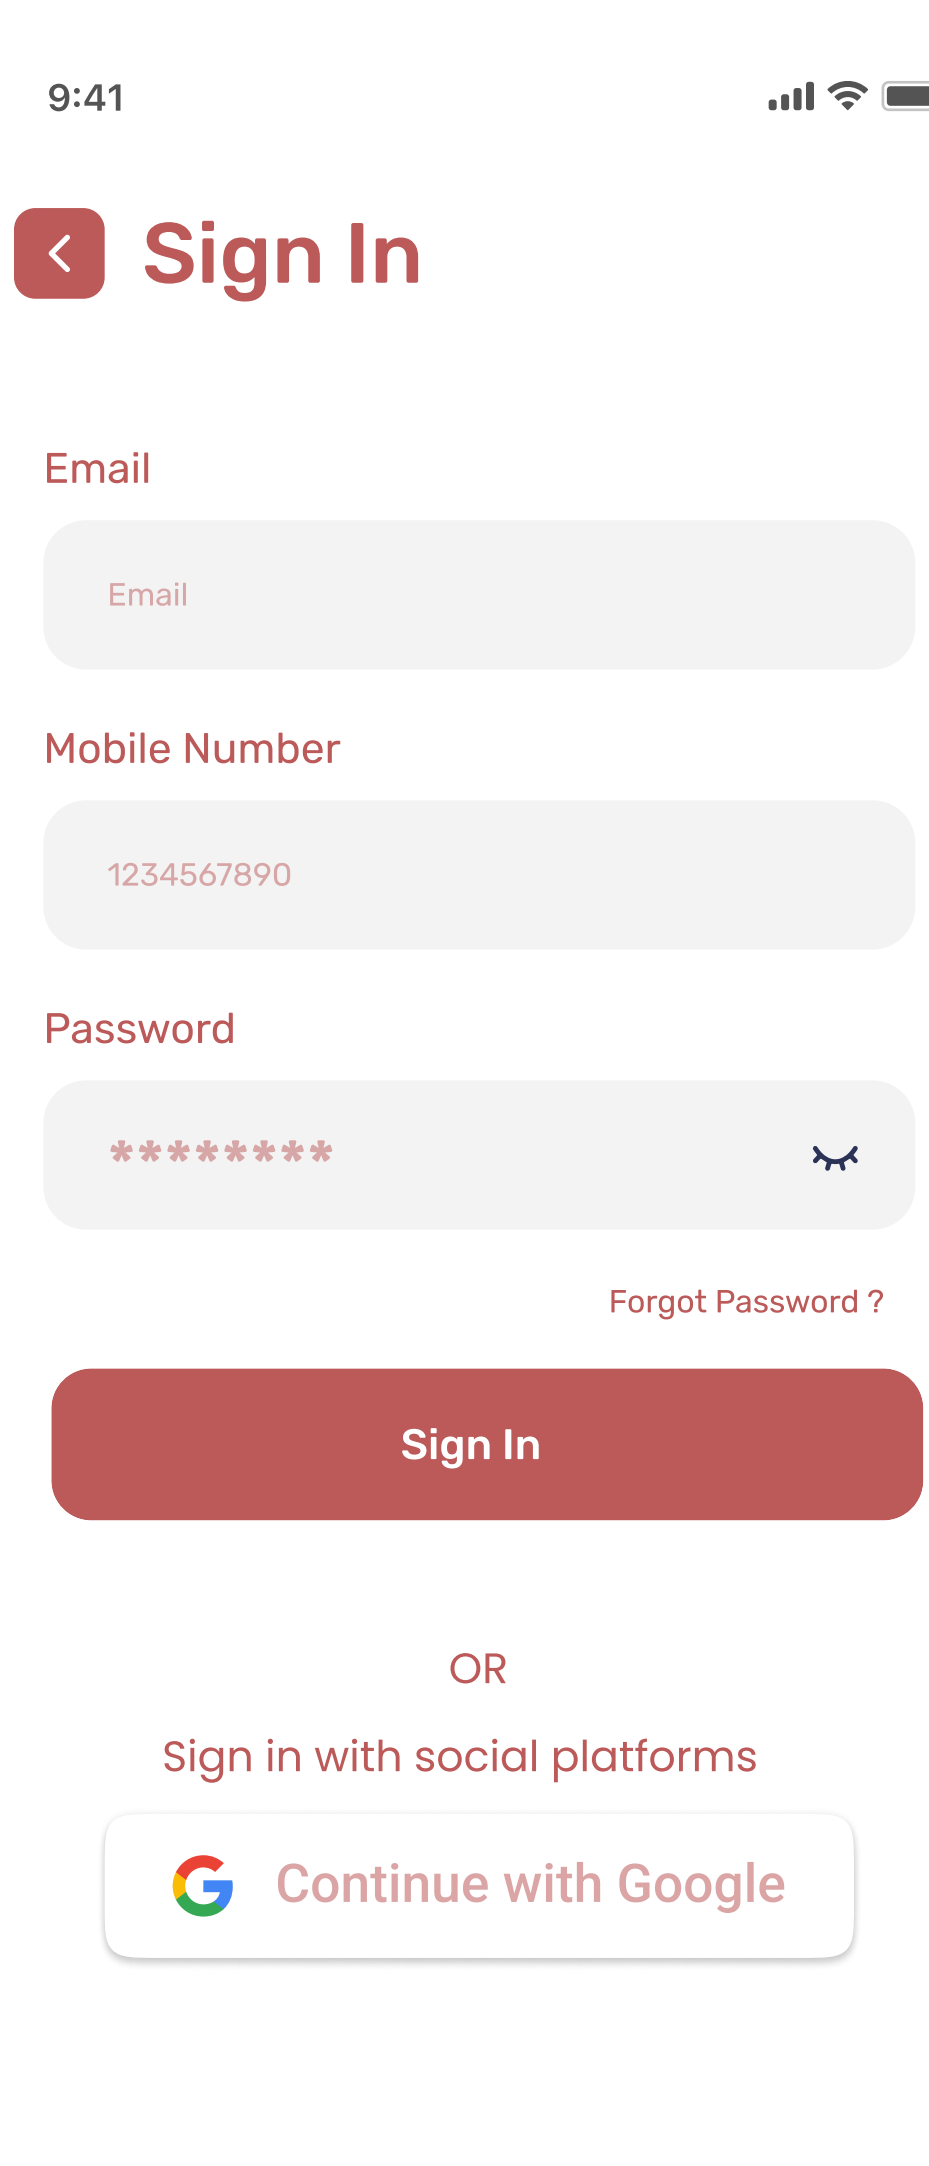 9:41
Sign In
Email
Email
Mobile Number
1234567890
Password
********
Forgot Password ?
Sign In
OR
Sign in with social platforms
Continue with Google